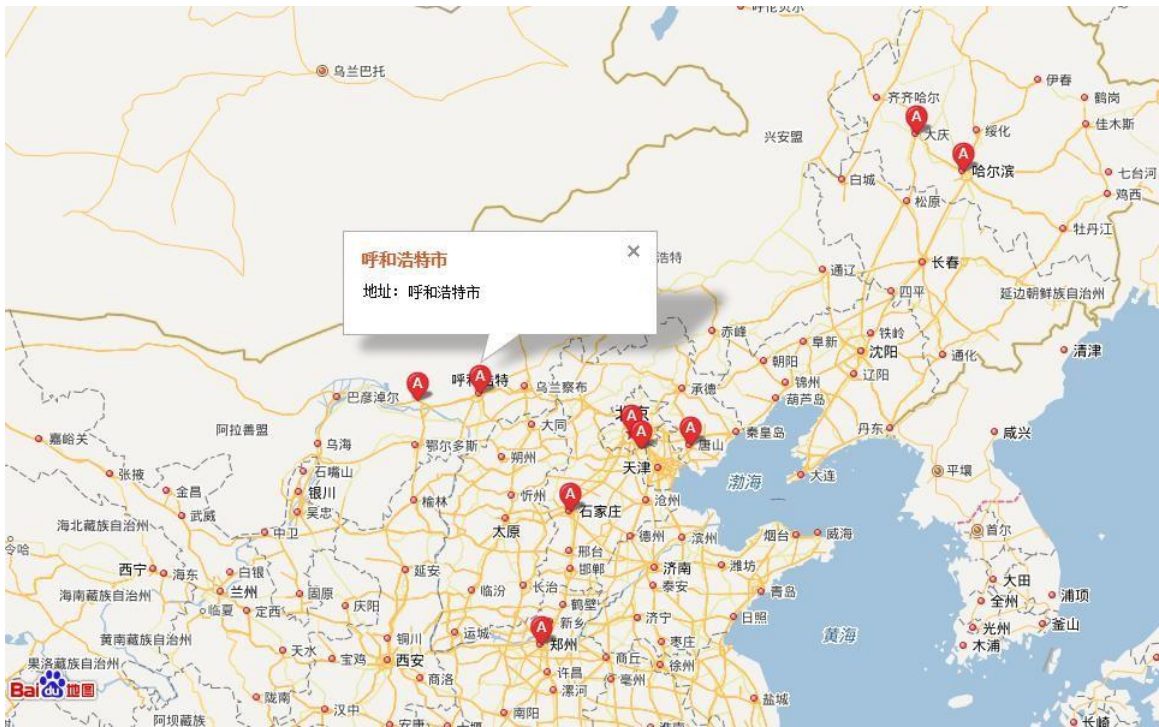 呼伦贝尔
乌兰巴托
伊春
齐齐哈尔
鹤岗
A
大庆
绥化
佳木斯
兴安盟
A
哈尔滨
七台河
白城
鸡西
松原
牡丹江
呼和浩特市
×
浩特
长春
通辽
地址：呼和浩特市
四平
延边朝鲜族自治州
赤峰
铁岭
阜新
沈阳
通化
清津
朝阳
A
A
呼和浩特
乌兰察布
承德
锦州
辽阳
巴彦淖尔
葫芦岛
北京
A
A
A
阿拉善盟
大同
秦皇岛
丹东
咸兴
嘉峪关
乌海
鄂尔多斯
唐山
朔州
天津
张掖
石嘴山
大连
平壤
渤海
金昌
银川
A
忻州
榆林
沧州
武威
吴忠
石家庄
海北藏族自治州
中卫
太原
德州
滨州
烟台
威海
首尔
令哈
邢台
西宁
海东
白银
延安
邯郸
济南
潍坊
大田
兰州
固原
临汾
长治
泰安
青岛
海南藏族自治州
全州
浦项
临夏
定西
庆阳
鹤壁
济宁
日照
A
新乡
光州
釜山
黄南藏族自治州
铜川
运城
郑州
枣庄
黄海
木浦
天水
宝鸡
西安
商丘
徐州
果洛藏族自治州
商洛
许昌
亳州
Bai du 地图
陇南
漯河
汉中
南阳
盐城
阿坝藏族
安康
十堰
淮南
长崎